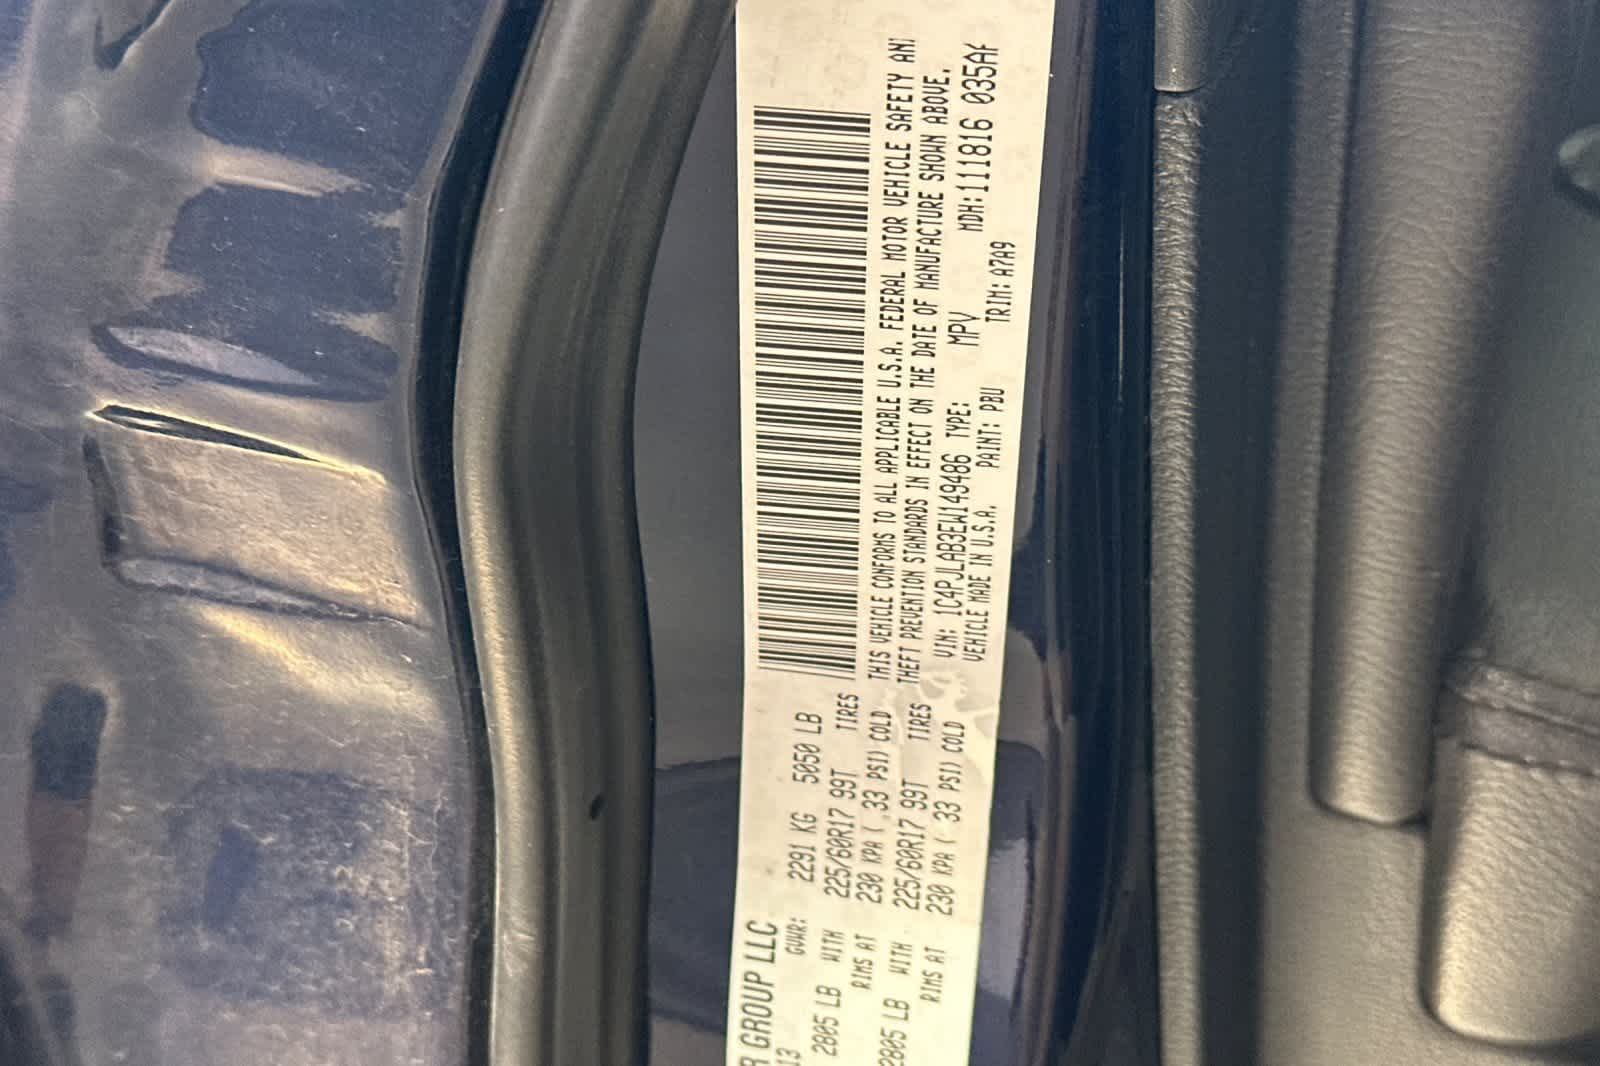 R GROUP LLC
13 GVWR: 2291 KG 5050 LB
2805 LB WITH 225/60R17 99T TIRES
RIMS AT 230 KPA ( 33 PSI) COLD
2805 LB WITH 225/60R17 99T TIRES
RIMS AT 230 KPA ( 33 PSI) COLD
THIS VEHICLE CONFORMS TO ALL APPLICABLE U.S.A. FEDERAL MOTOR VEHICLE SAFETY AND
THEFT PREVENTION STANDARDS IN EFFECT ON THE DATE OF MANUFACTURE SHOWN ABOVE.
VIN: 1C4PJLAB3EW149486 TYPE: MPV MDH: 111816 035AF
VEHICLE MADE IN U.S.A. PAINT: PBU TRIM: A7A9